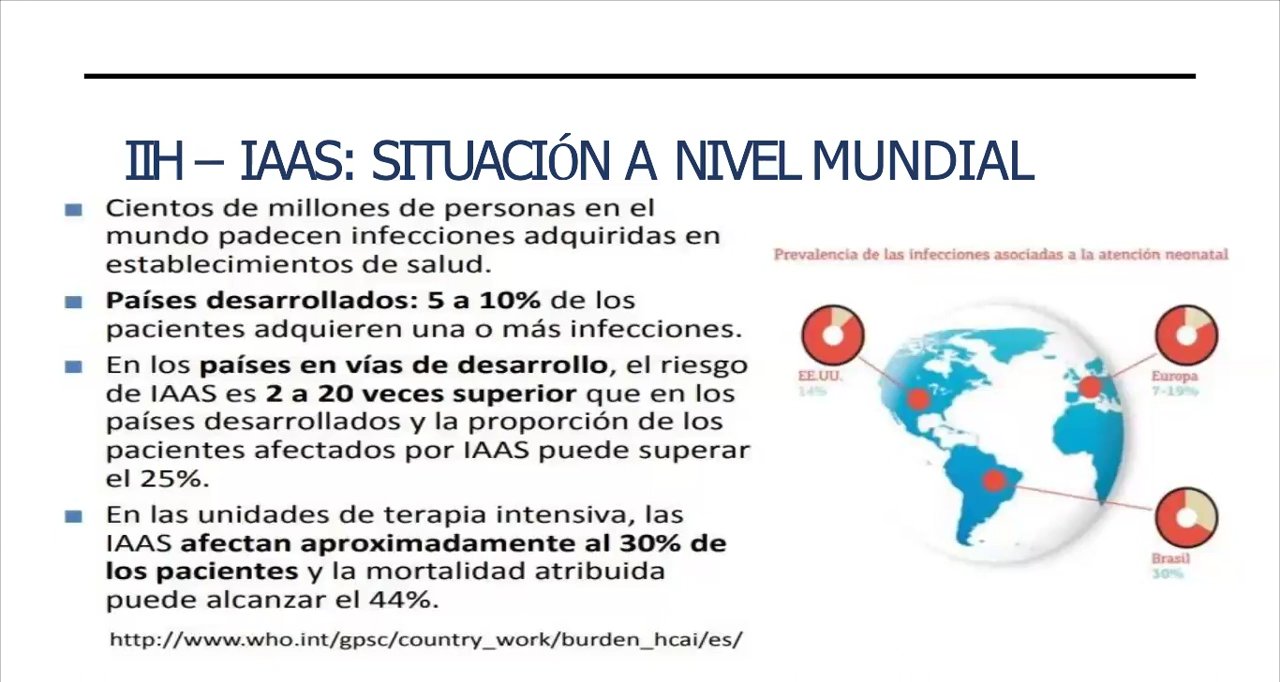 IIH – IAAS: SITUACIÓN A NIVEL MUNDIAL
Cientos de millones de personas en el
mundo padecen infecciones adquiridas en
establecimientos de salud.
Países desarrollados: 5 a 10% de los
pacientes adquieren una o más infecciones.
En los países en vías de desarrollo, el riesgo
de IAAS es 2 a 20 veces superior que en los
países desarrollados y la proporción de los
pacientes afectados por IAAS puede superar
el 25%.
En las unidades de terapia intensiva, las
IAAS afectan aproximadamente al 30% de
los pacientes y la mortalidad atribuida
puede alcanzar el 44%.
http://www.who.int/gpsc/country_work/burden_hcai/es/
Prevalencia de las infecciones asociadas a la atención neonatal
EE.UU.
14%
Europa
7-19%
Brasil
30%